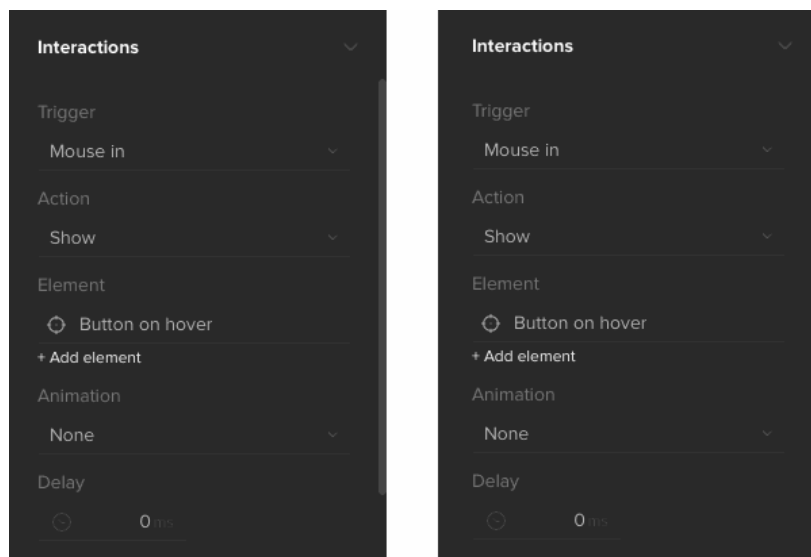 Interactions
Trigger
Mouse in
Action
Show
Element
Button on hover
+ Add element
Animation
None
Delay
0 ms
Interactions
Trigger
Mouse in
Action
Show
Element
Button on hover
+ Add element
Animation
None
Delay
0 ms